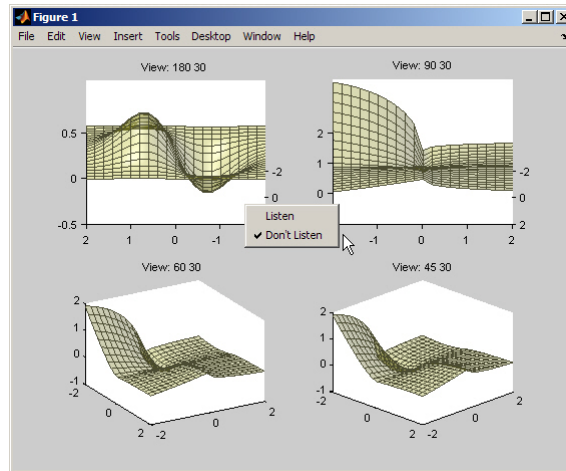 Figure 1
File Edit View Insert Tools Desktop Window Help
View: 180 30
0.5
0
-0.5
2 1 0 -1
-2
0
View: 90 30
2
1
0
-1 0 1 2
-2
0
2
Listen
✔ Don't Listen
View: 60 30
2
1
0
-1
-2
0
2
-2 0 2
View: 45 30
2
1
0
-1
-2
0
2
-2 0 2